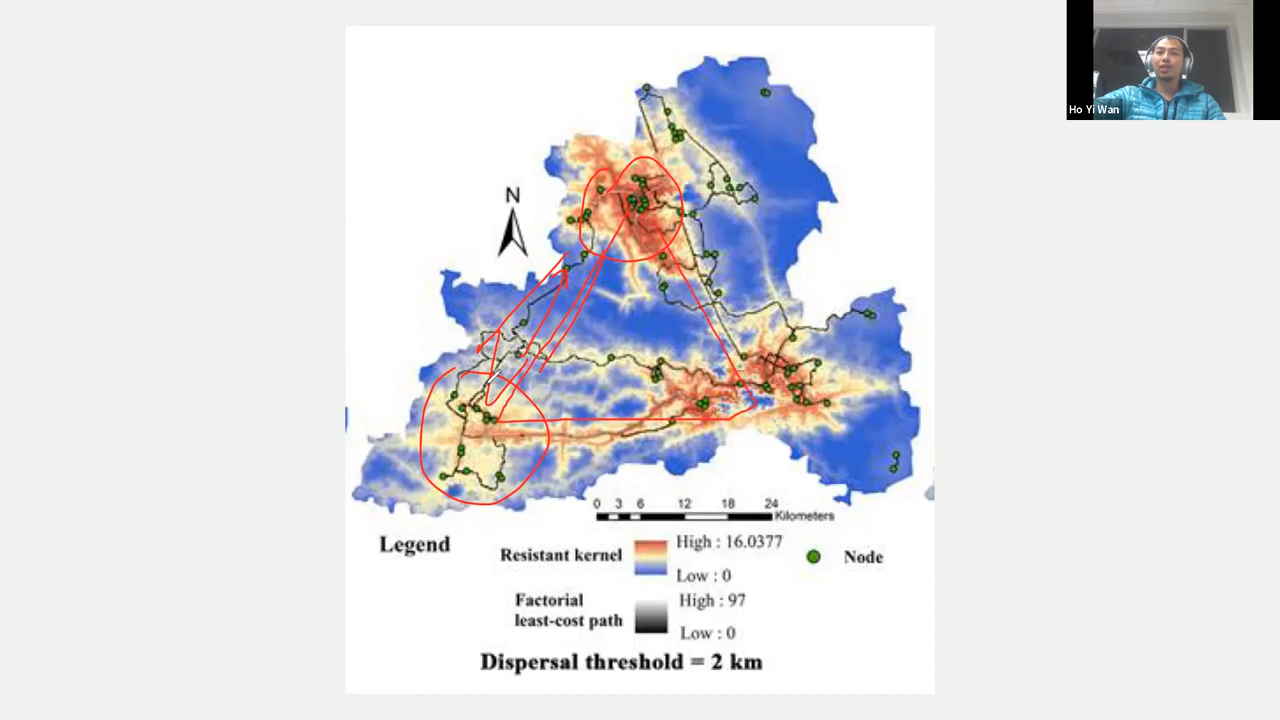 Ho Yi Wan
N
0 3 6 12 18 24
Kilometers
Legend
Resistant kernel
High : 16.0377
Low : 0
Node
Factorial
least-cost path
High : 97
Low : 0
Dispersal threshold = 2 km